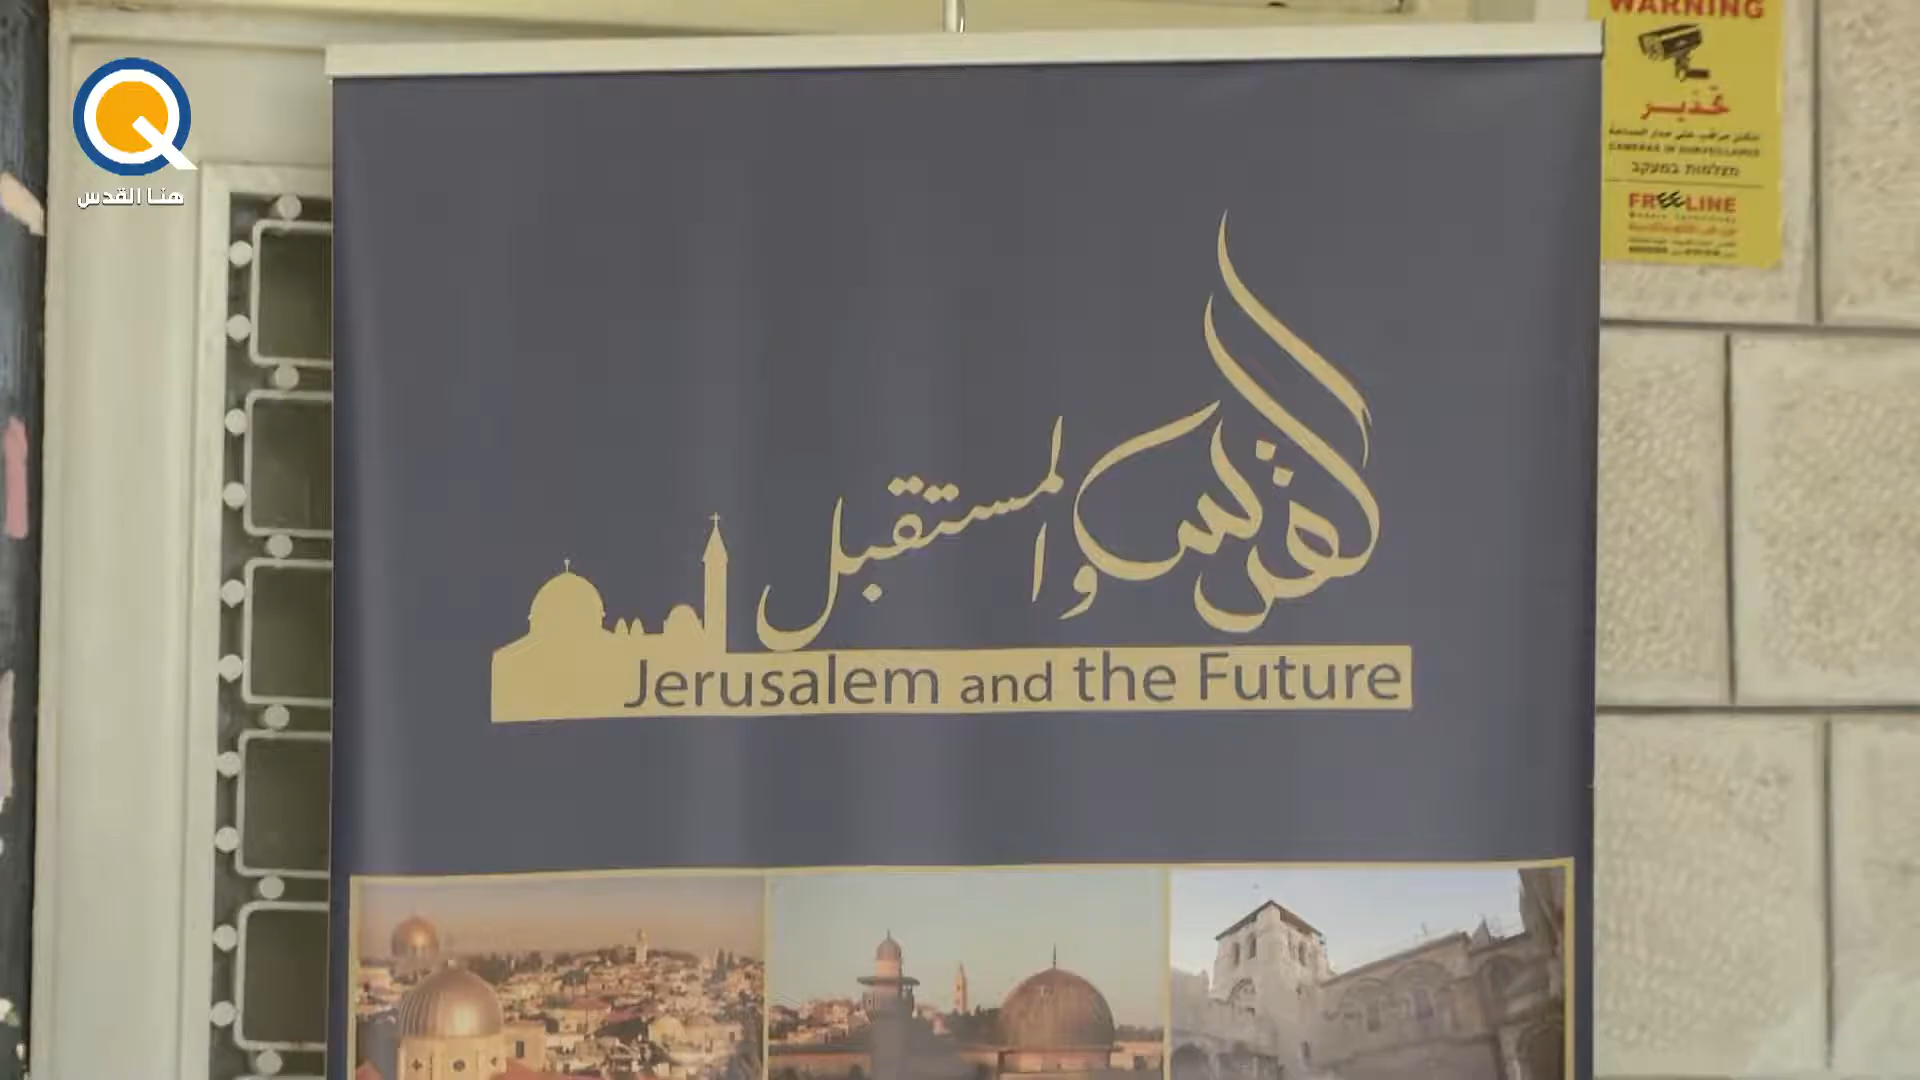 هنا القدس
القدس والمستقبل
Jerusalem and the Future
WARNING
تحذير
CAMERAS IN SURVEILLANCE
מצלמות במעקב
FREELINE